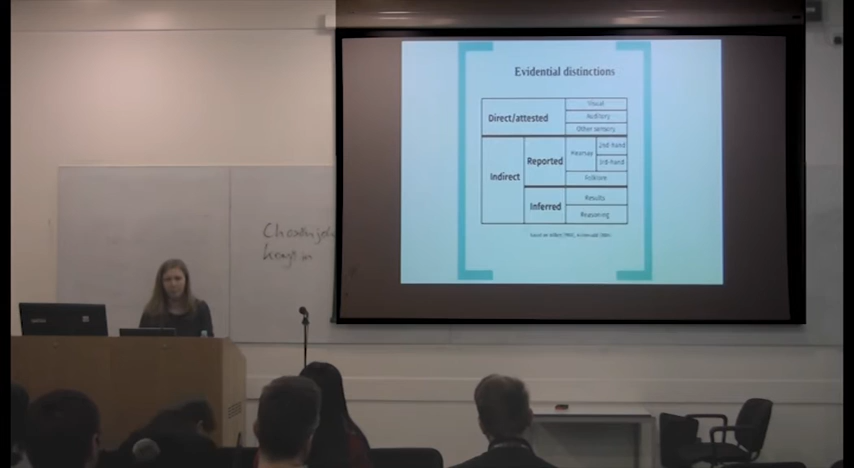 Evidential distinctions
Direct/attested
Visual
Auditory
Other sensory
Indirect
Reported
Hearsay
2nd-hand
3rd-hand
Folklore
Inferred
Results
Reasoning